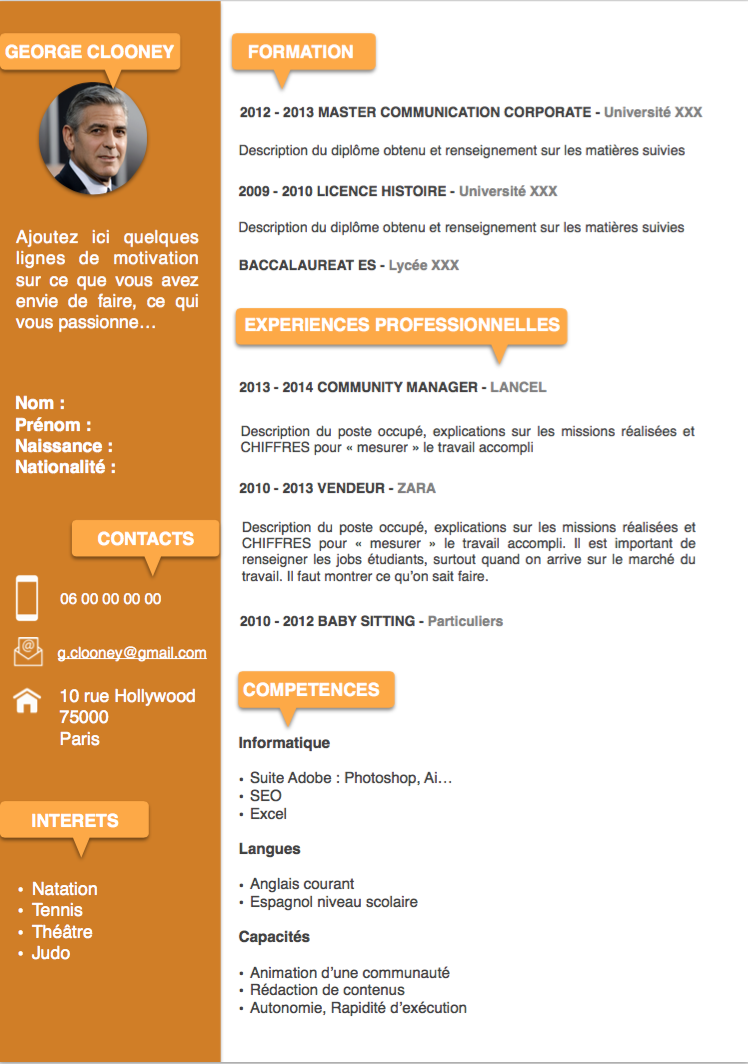 GEORGE CLOONEY
Ajoutez ici quelques
lignes de motivation
sur ce que vous avez
envie de faire, ce qui
vous passionne…
Nom :
Prénom :
Naissance :
Nationalité :
CONTACTS
06 00 00 00 00
@
g.clooney@gmail.com
10 rue Hollywood
75000
Paris
INTERETS
• Natation
• Tennis
• Théâtre
• Judo
FORMATION
2012 - 2013 MASTER COMMUNICATION CORPORATE - Université XXX
Description du diplôme obtenu et renseignement sur les matières suivies
2009 - 2010 LICENCE HISTOIRE - Université XXX
Description du diplôme obtenu et renseignement sur les matières suivies
BACCALAUREAT ES - Lycée XXX
EXPERIENCES PROFESSIONNELLES
2013 - 2014 COMMUNITY MANAGER - LANCEL
Description du poste occupé, explications sur les missions réalisées et
CHIFFRES pour « mesurer » le travail accompli
2010 - 2013 VENDEUR - ZARA
Description du poste occupé, explications sur les missions réalisées et
CHIFFRES pour « mesurer » le travail accompli. Il est important de
renseigner les jobs étudiants, surtout quand on arrive sur le marché du
travail. Il faut montrer ce qu’on sait faire.
2010 - 2012 BABY SITTING - Particuliers
COMPETENCES
Informatique
• Suite Adobe : Photoshop, Ai…
• SEO
• Excel
Langues
• Anglais courant
• Espagnol niveau scolaire
Capacités
• Animation d’une communauté
• Rédaction de contenus
• Autonomie, Rapidité d’exécution